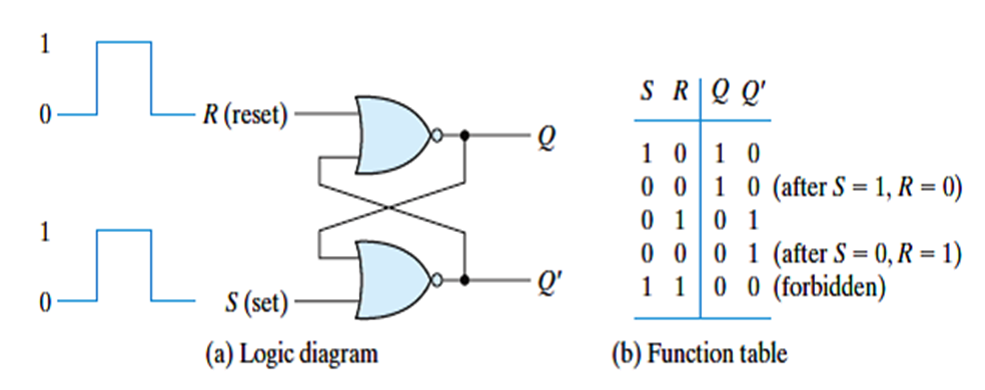 1
0
R (reset)
Q
1
0
S (set)
Q'
(a) Logic diagram
S R Q Q'
1 0 1 0
0 0 1 0 (after S = 1, R = 0)
0 1 0 1
0 0 0 1 (after S = 0, R = 1)
1 1 0 0 (forbidden)
(b) Function table